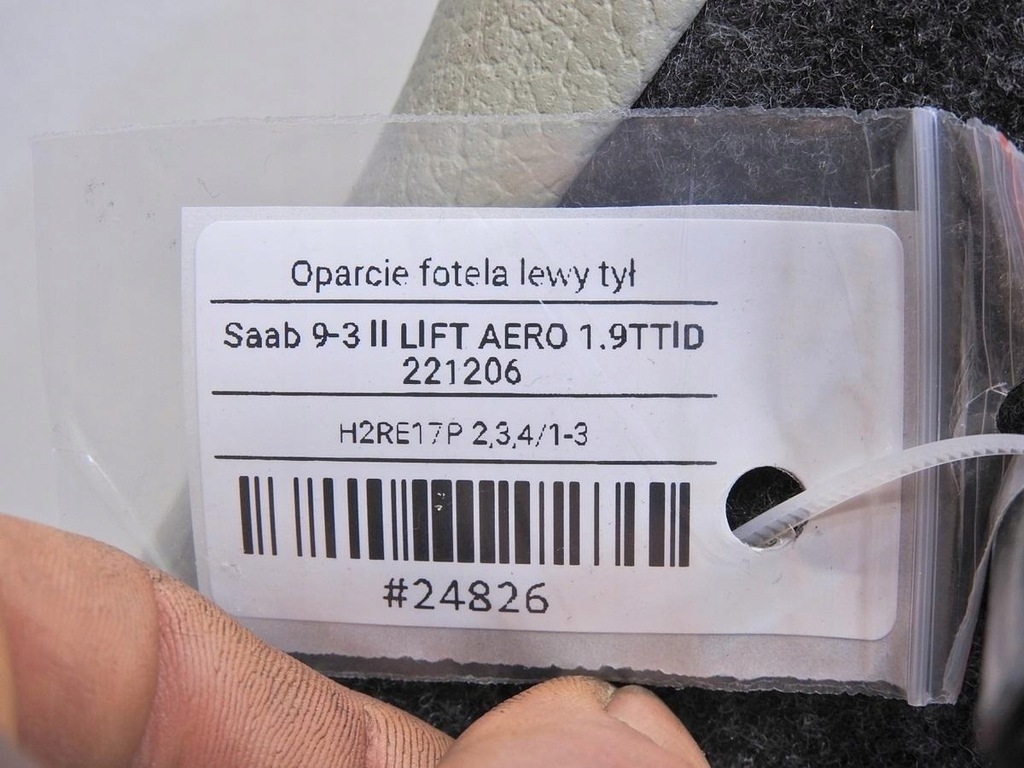 Oparcie fotela lewy tył
Saab 9-3 II LIFT AERO 1.9TTID
221206
H2RE17P 2,3,4/1-3
#24826